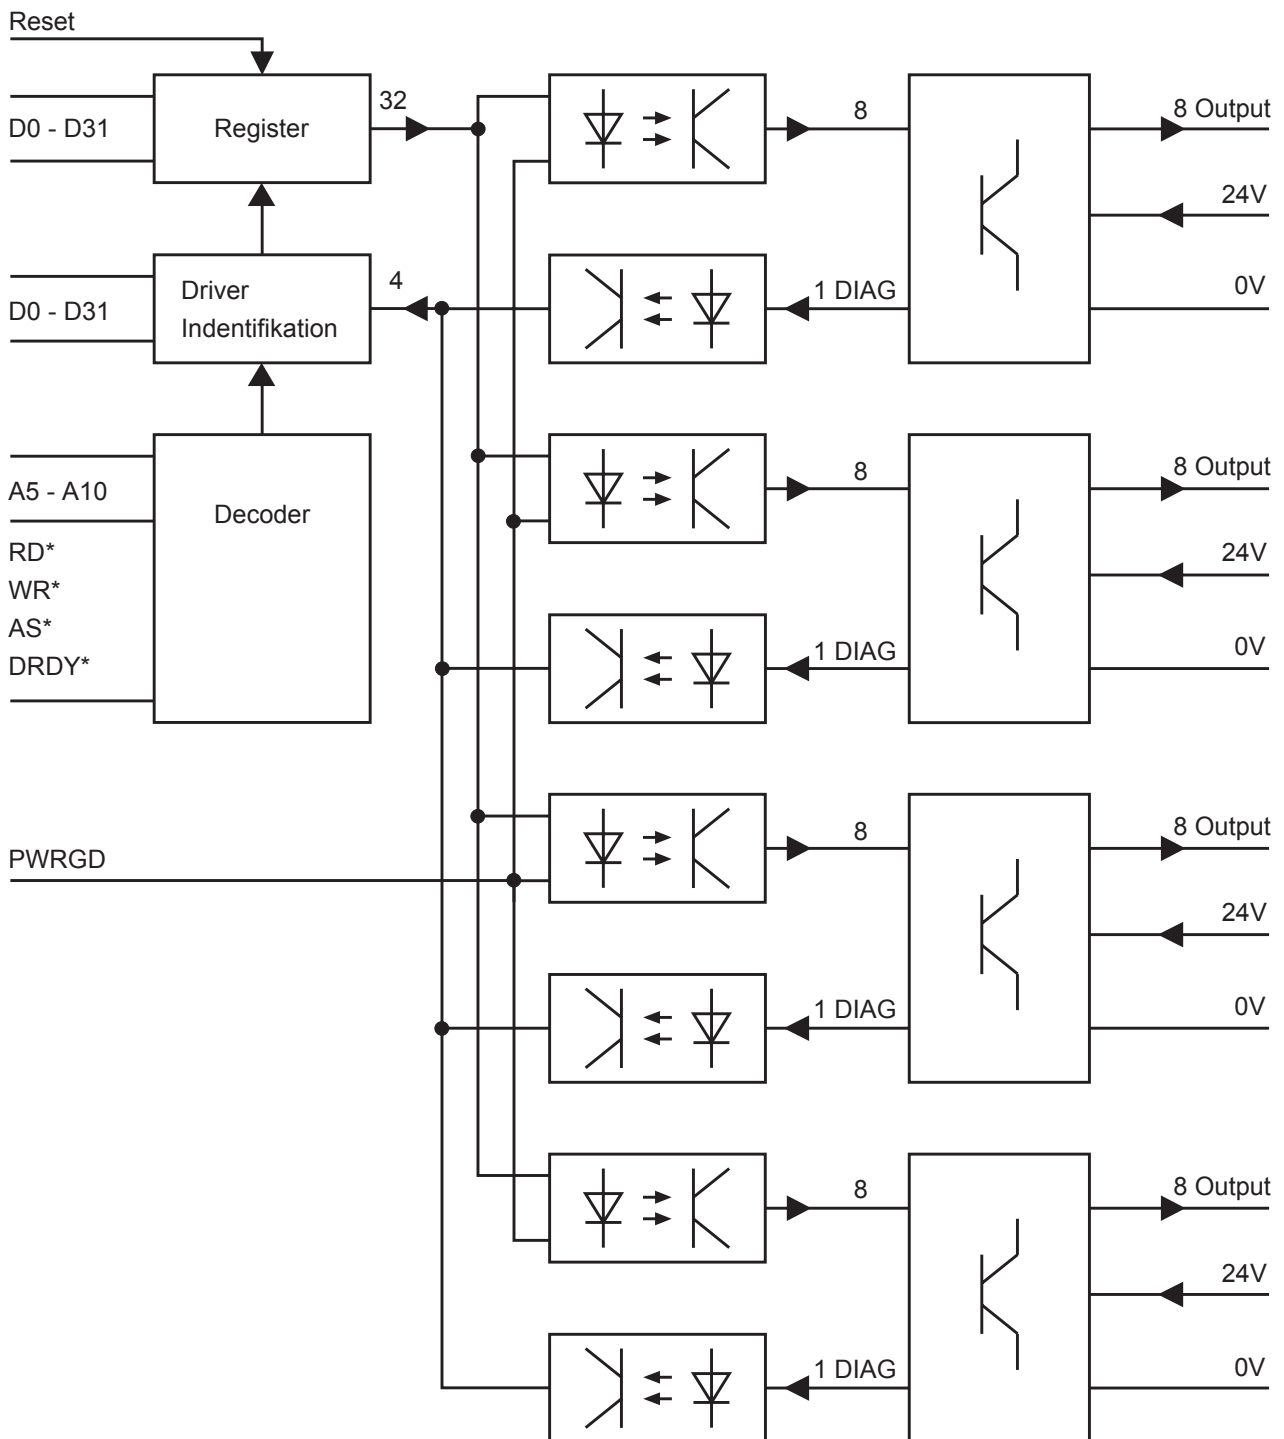 Reset
D0 - D31
Register
32
8
8 Output
24V
D0 - D31
Driver
Indentifikation
4
1 DIAG
0V
A5 - A10
RD*
WR*
AS*
DRDY*
Decoder
8
8 Output
24V
1 DIAG
0V
PWRGD
8
8 Output
24V
1 DIAG
0V
8
8 Output
24V
1 DIAG
0V